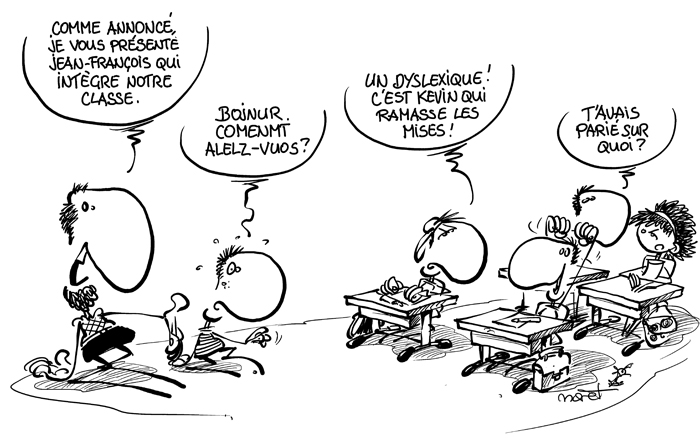 COMME ANNONCÉ,
JE VOUS PRÉSENTE
JEAN-FRANÇOIS QUI
INTÈGRE NOTRE
CLASSE.
BOJNUR.
COMENMT
ALELZ-VUOS?
UN DYSLEXIQUE!
C'EST KEVIN QUI
RAMASSE LES
MISES!
T'AVAIS
PARIÉ SUR
QUOI?
moret